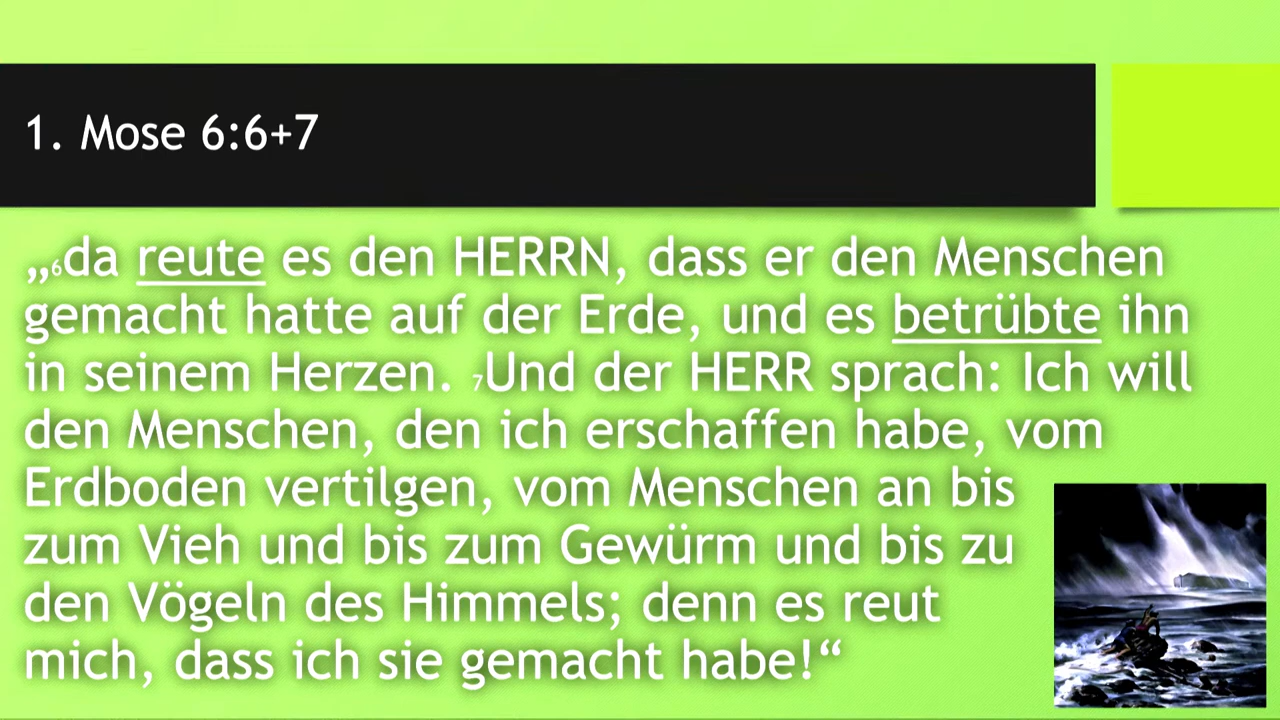 1. Mose 6:6+7
„6da reute es den HERRN, dass er den Menschen
gemacht hatte auf der Erde, und es betrübte ihn
in seinem Herzen. 7Und der HERR sprach: Ich will
den Menschen, den ich erschaffen habe, vom
Erdboden vertilgen, vom Menschen an bis
zum Vieh und bis zum Gewürm und bis zu
den Vögeln des Himmels; denn es reut
mich, dass ich sie gemacht habe!“